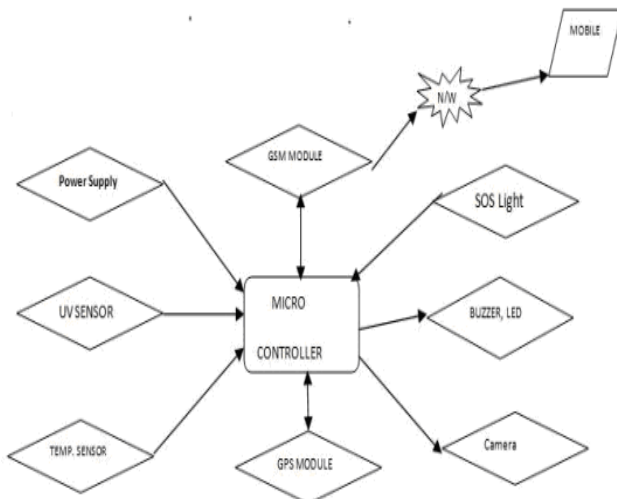 MOBILE
N/W
GSM MODULE
Power Supply
SOS Light
UV SENSOR
MICRO
CONTROLLER
BUZZER, LED
TEMP. SENSOR
GPS MODULE
Camera